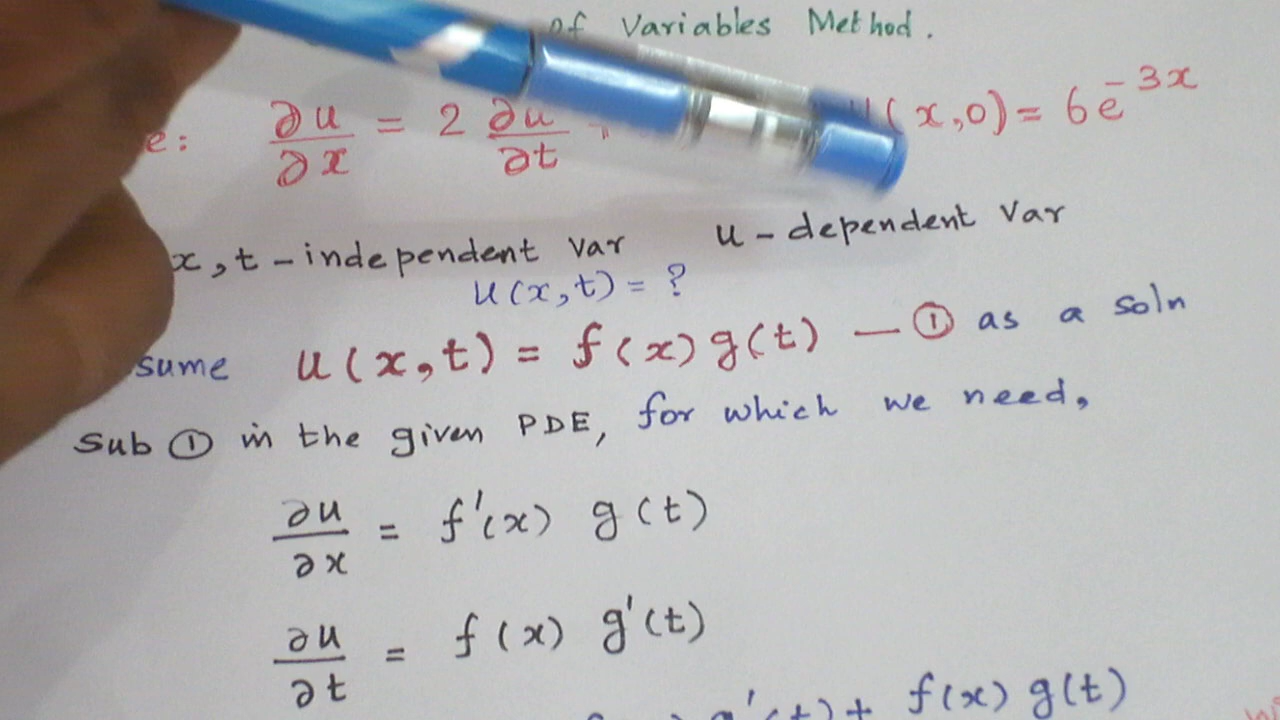 of Variables Method.
e: ∂u/∂x = 2 ∂u/∂t + u(x,0) = 6e^-3x
x,t - independent var u - dependent var
u(x,t) = ?
sume u(x,t) = f(x) g(t) — ① as a soln
Sub ① in the given PDE, for which we need,
∂u/∂x = f'(x) g(t)
∂u/∂t = f(x) g'(t)
g'(t) + f(x) g(t)